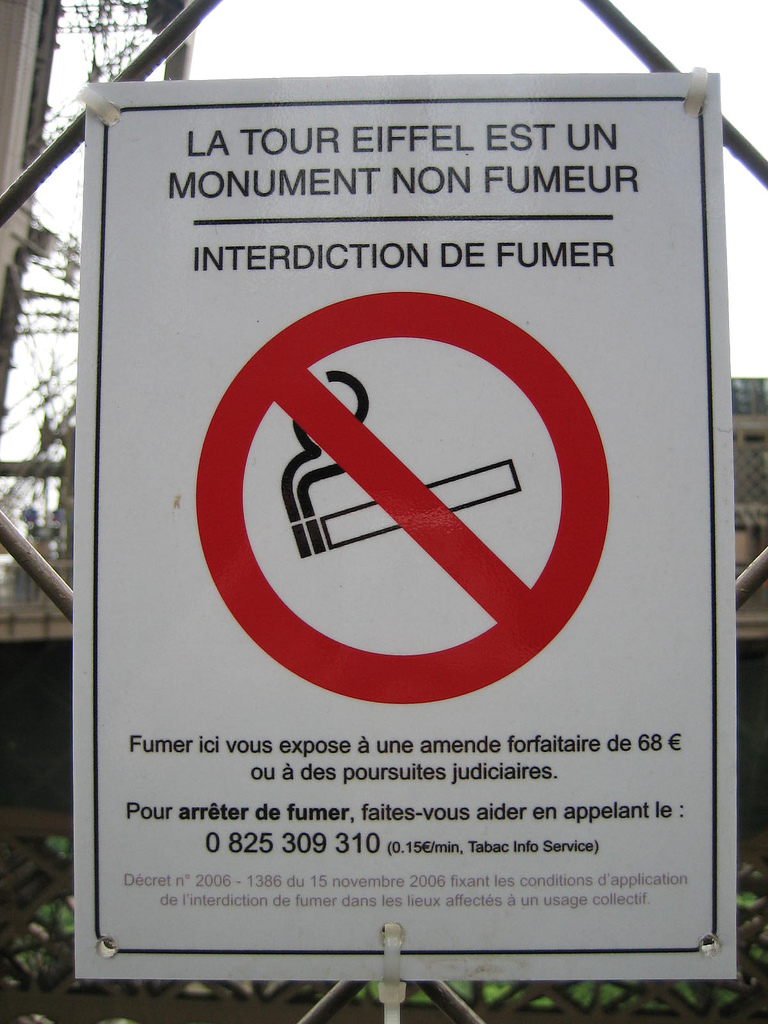 LA TOUR EIFFEL EST UN
MONUMENT NON FUMEUR
INTERDICTION DE FUMER
Fumer ici vous expose à une amende forfaitaire de 68 €
ou à des poursuites judiciaires.
Pour arrêter de fumer, faites-vous aider en appelant le :
0 825 309 310 (0.15€/min, Tabac Info Service)
Décret n° 2006 - 1386 du 15 novembre 2006 fixant les conditions d'application
de l'interdiction de fumer dans les lieux affectés à un usage collectif.